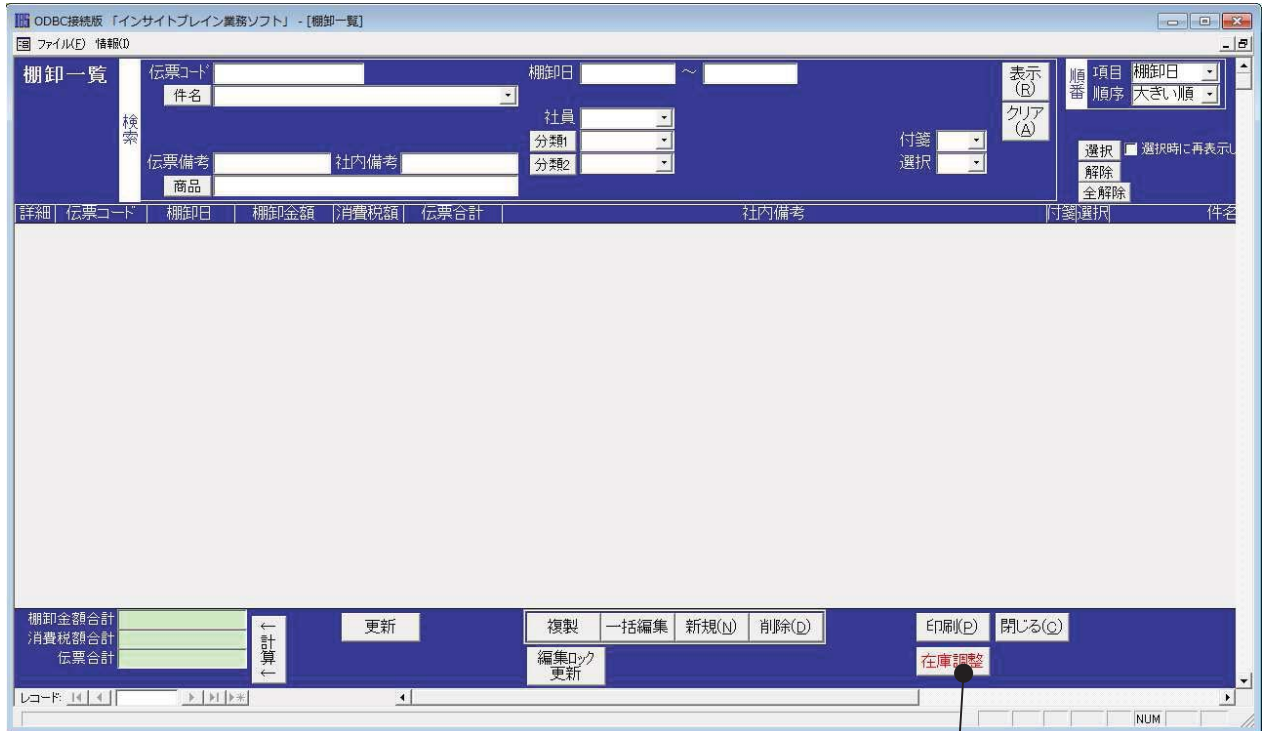 ODBC接続版 「インサイトブレイン業務ソフト」 - [棚卸一覧]
ファイル(F) 情報(I)
棚卸一覧
検索
伝票コード
件名
棚卸日 ～
社員
分類1
分類2
伝票備考 社内備考
商品
付箋
選択
表示(R)
クリア(A)
順番
項目 棚卸日
順序 大きい順
選択 選択時に再表示し
解除
全解除
詳細 伝票コード 棚卸日 棚卸金額 消費税額 伝票合計 社内備考 付箋 選択 件名
棚卸金額合計
消費税額合計
伝票合計
←計算←
更新
複製 一括編集 新規(N) 削除(D)
編集ロック
更新
印刷(P) 閉じる(C)
在庫調整
レコード:
NUM